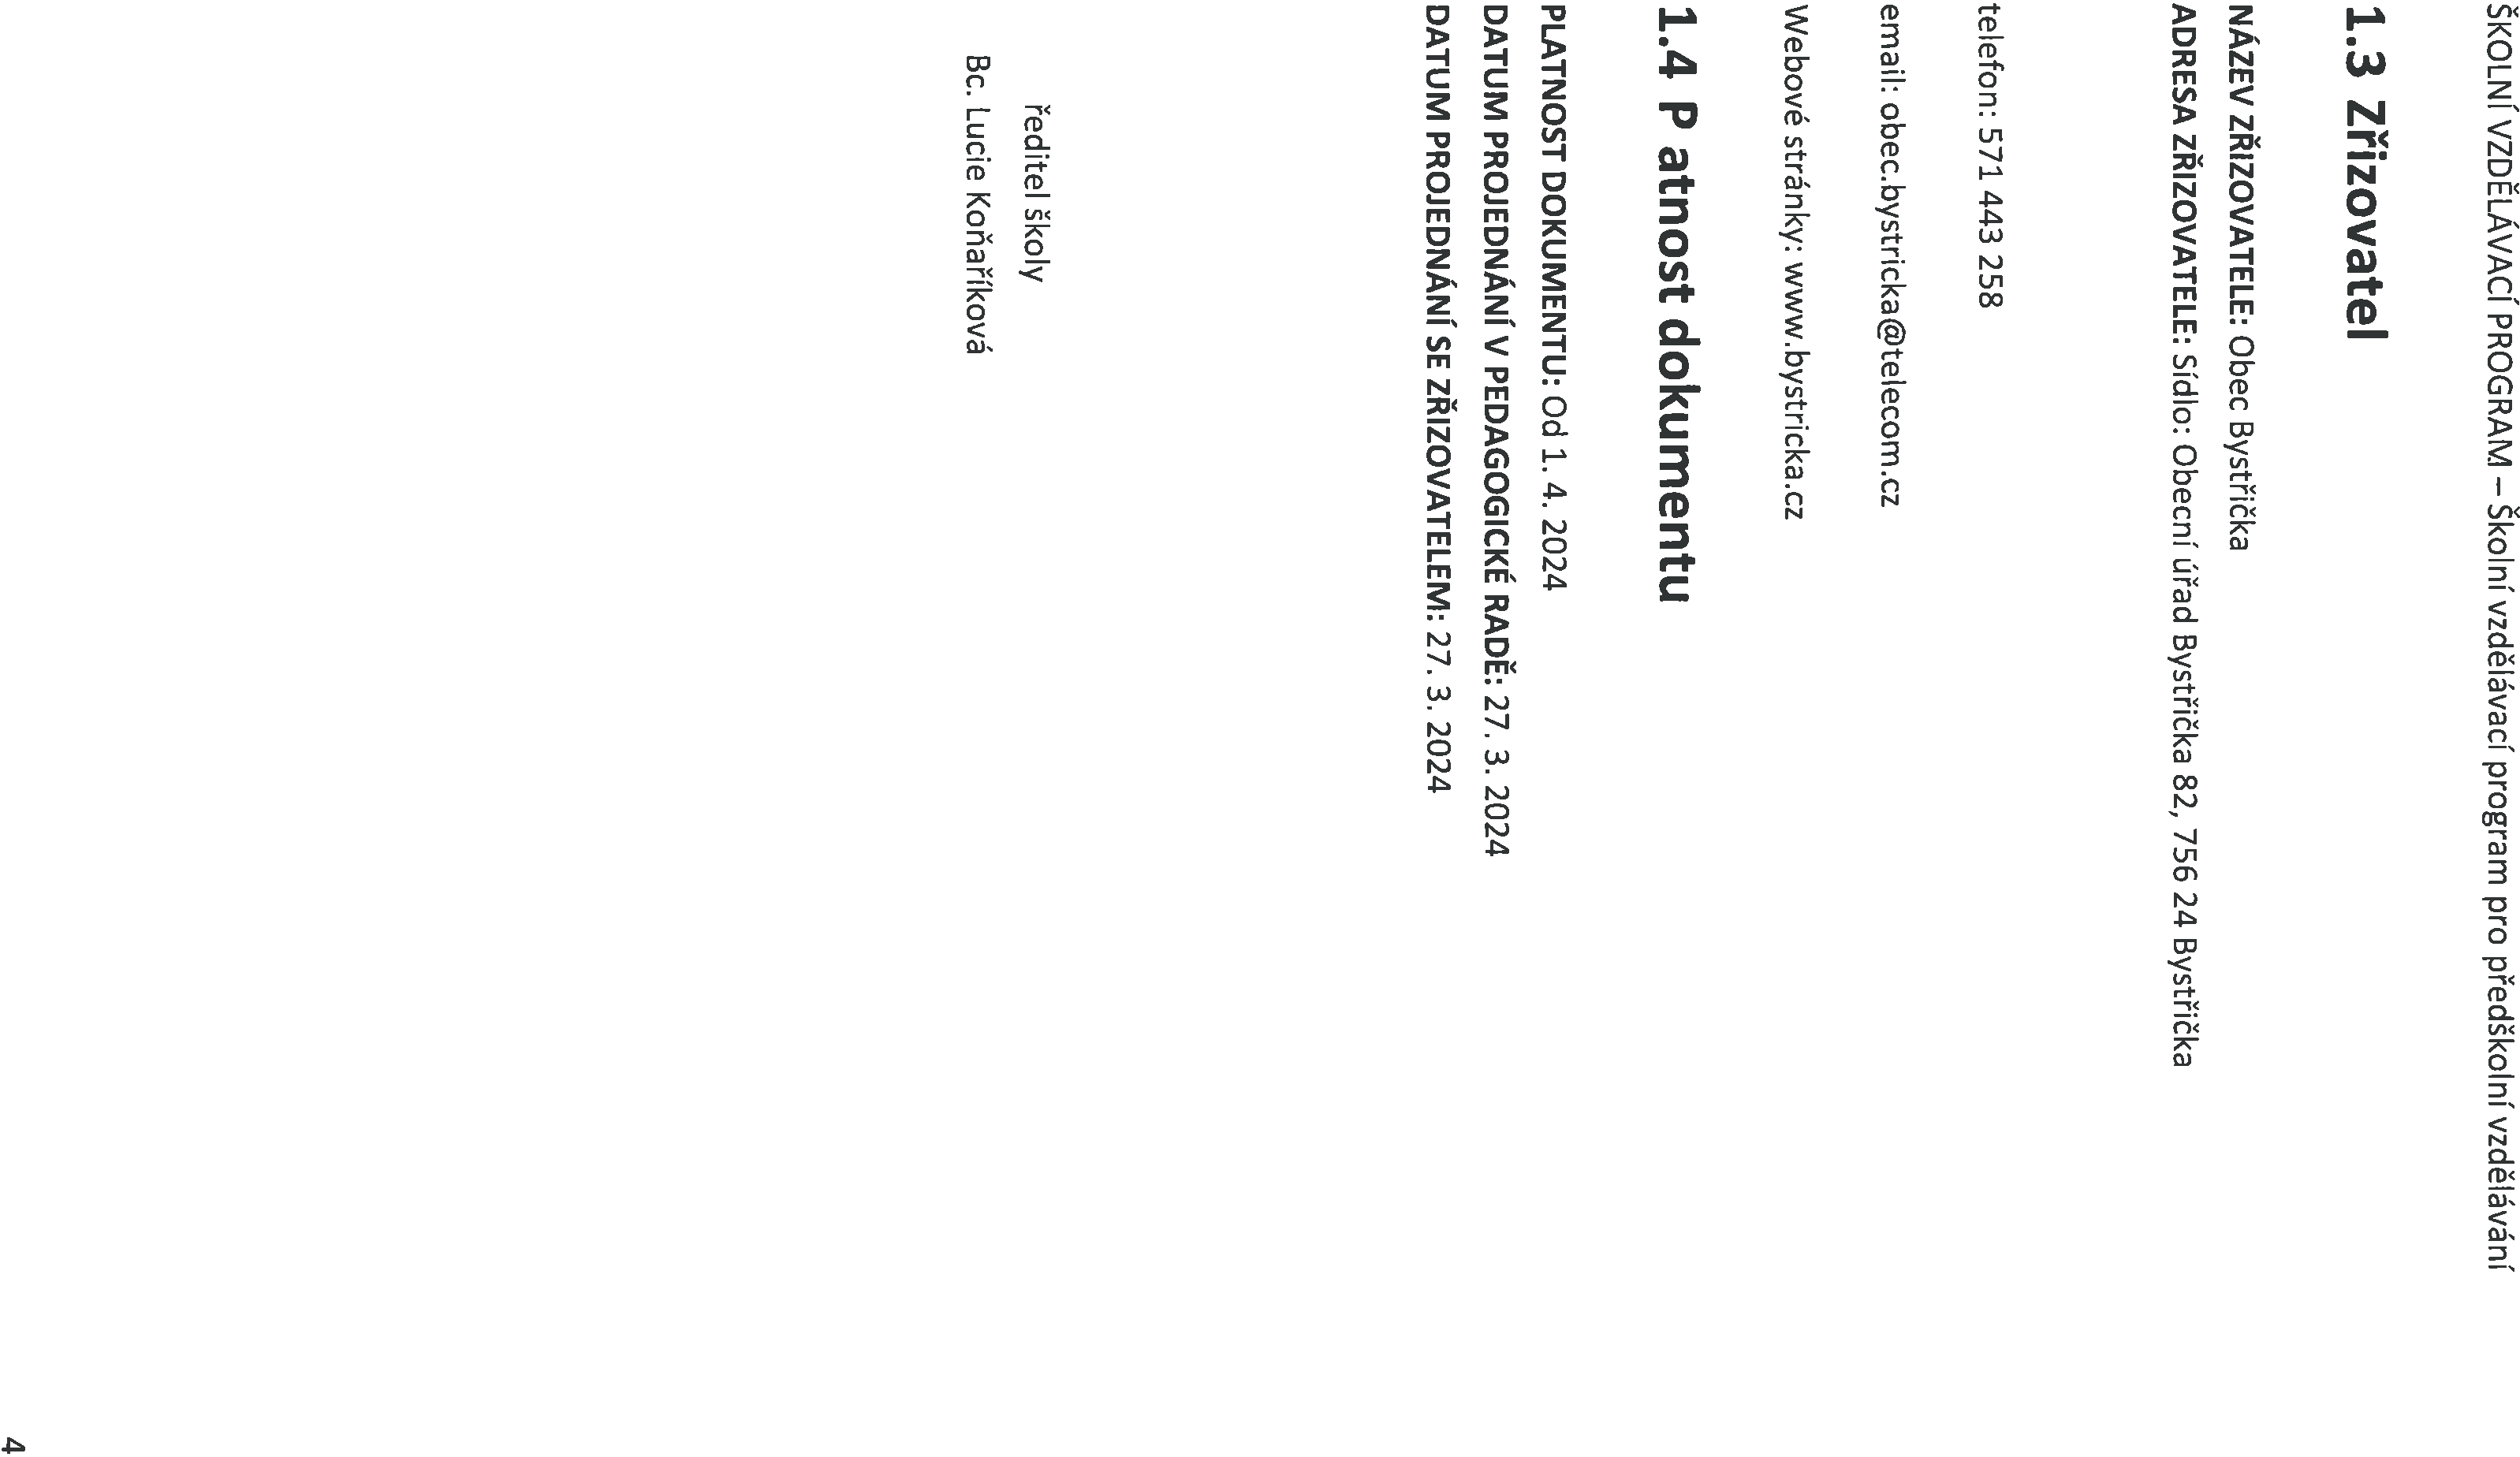 ŠKOLNÍ VZDĚLÁVACÍ PROGRAM – Školní vzdělávací program pro předškolní vzdělávání
1.3 Zřizovatel
NÁZEV ZŘIZOVATELE: Obec Bystřička
ADRESA ZŘIZOVATELE: Sídlo: Obecní úřad Bystřička 82, 756 24 Bystřička
telefon: 571 443 258
email: obec.bystricka@telecom.cz
Webové stránky: www.bystricka.cz
1.4 P atnost dokumentu
PLATNOST DOKUMENTU: Od 1. 4. 2024
DATUM PROJEDNÁNÍ V PEDAGOGICKÉ RADĚ: 27. 3. 2024
DATUM PROJEDNÁNÍ SE ZŘIZOVATELEM: 27. 3. 2024
ředitel školy
Bc. Lucie Koňaříková
4